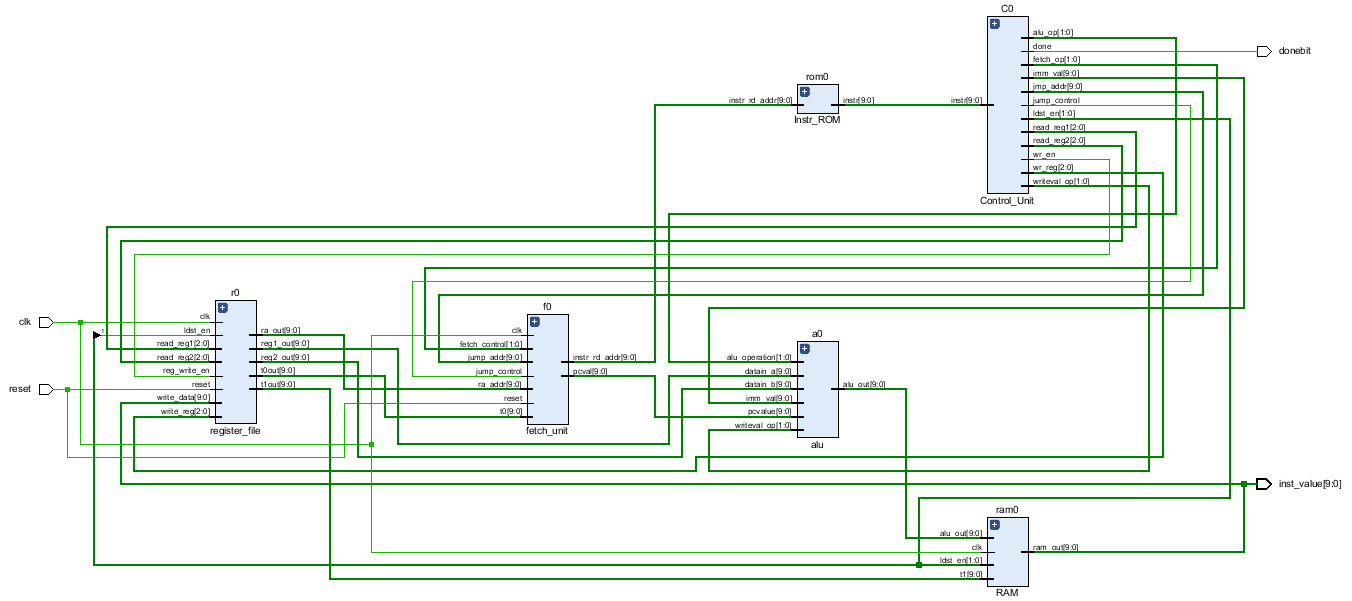 C0
alu_op[1:0]
done
donebit
fetch_op[1:0]
imm_val[9:0]
jmp_addr[9:0]
jump_control
ldst_en[1:0]
read_reg1[2:0]
read_reg2[2:0]
wr_en
wr_reg[2:0]
writeval_op[1:0]
instr[9:0]
Control_Unit
rom0
instr_rd_addr[9:0]
instr[9:0]
Instr_ROM
clk
reset
r0
clk
ldst_en
read_reg1[2:0]
read_reg2[2:0]
reg_write_en
reset
write_data[9:0]
write_reg[2:0]
ra_out[9:0]
reg1_out[9:0]
reg2_out[9:0]
t0out[9:0]
t1out[9:0]
register_file
1
f0
clk
fetch_control[1:0]
jump_addr[9:0]
jump_control
ra_addr[9:0]
reset
t0[9:0]
instr_rd_addr[9:0]
pcval[9:0]
fetch_unit
a0
alu_operation[1:0]
datain_a[9:0]
datain_b[9:0]
imm_val[9:0]
pcvalue[9:0]
writeval_op[1:0]
alu_out[9:0]
alu
inst_value[9:0]
ram0
alu_out[9:0]
clk
ldst_en[1:0]
t1[9:0]
ram_out[9:0]
RAM